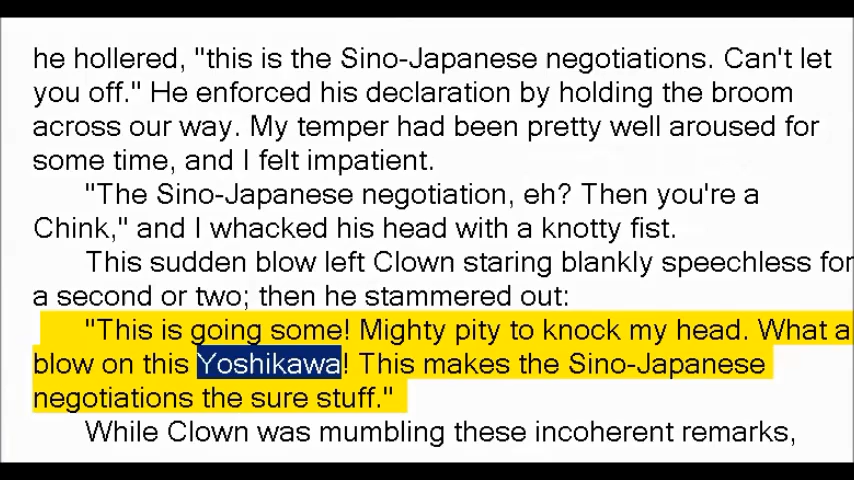 he hollered, "this is the Sino-Japanese negotiations. Can't let
you off." He enforced his declaration by holding the broom
across our way. My temper had been pretty well aroused for
some time, and I felt impatient.
"The Sino-Japanese negotiation, eh? Then you're a
Chink," and I whacked his head with a knotty fist.
This sudden blow left Clown staring blankly speechless for
a second or two; then he stammered out:
"This is going some! Mighty pity to knock my head. What a
blow on this Yoshikawa! This makes the Sino-Japanese
negotiations the sure stuff."
While Clown was mumbling these incoherent remarks,